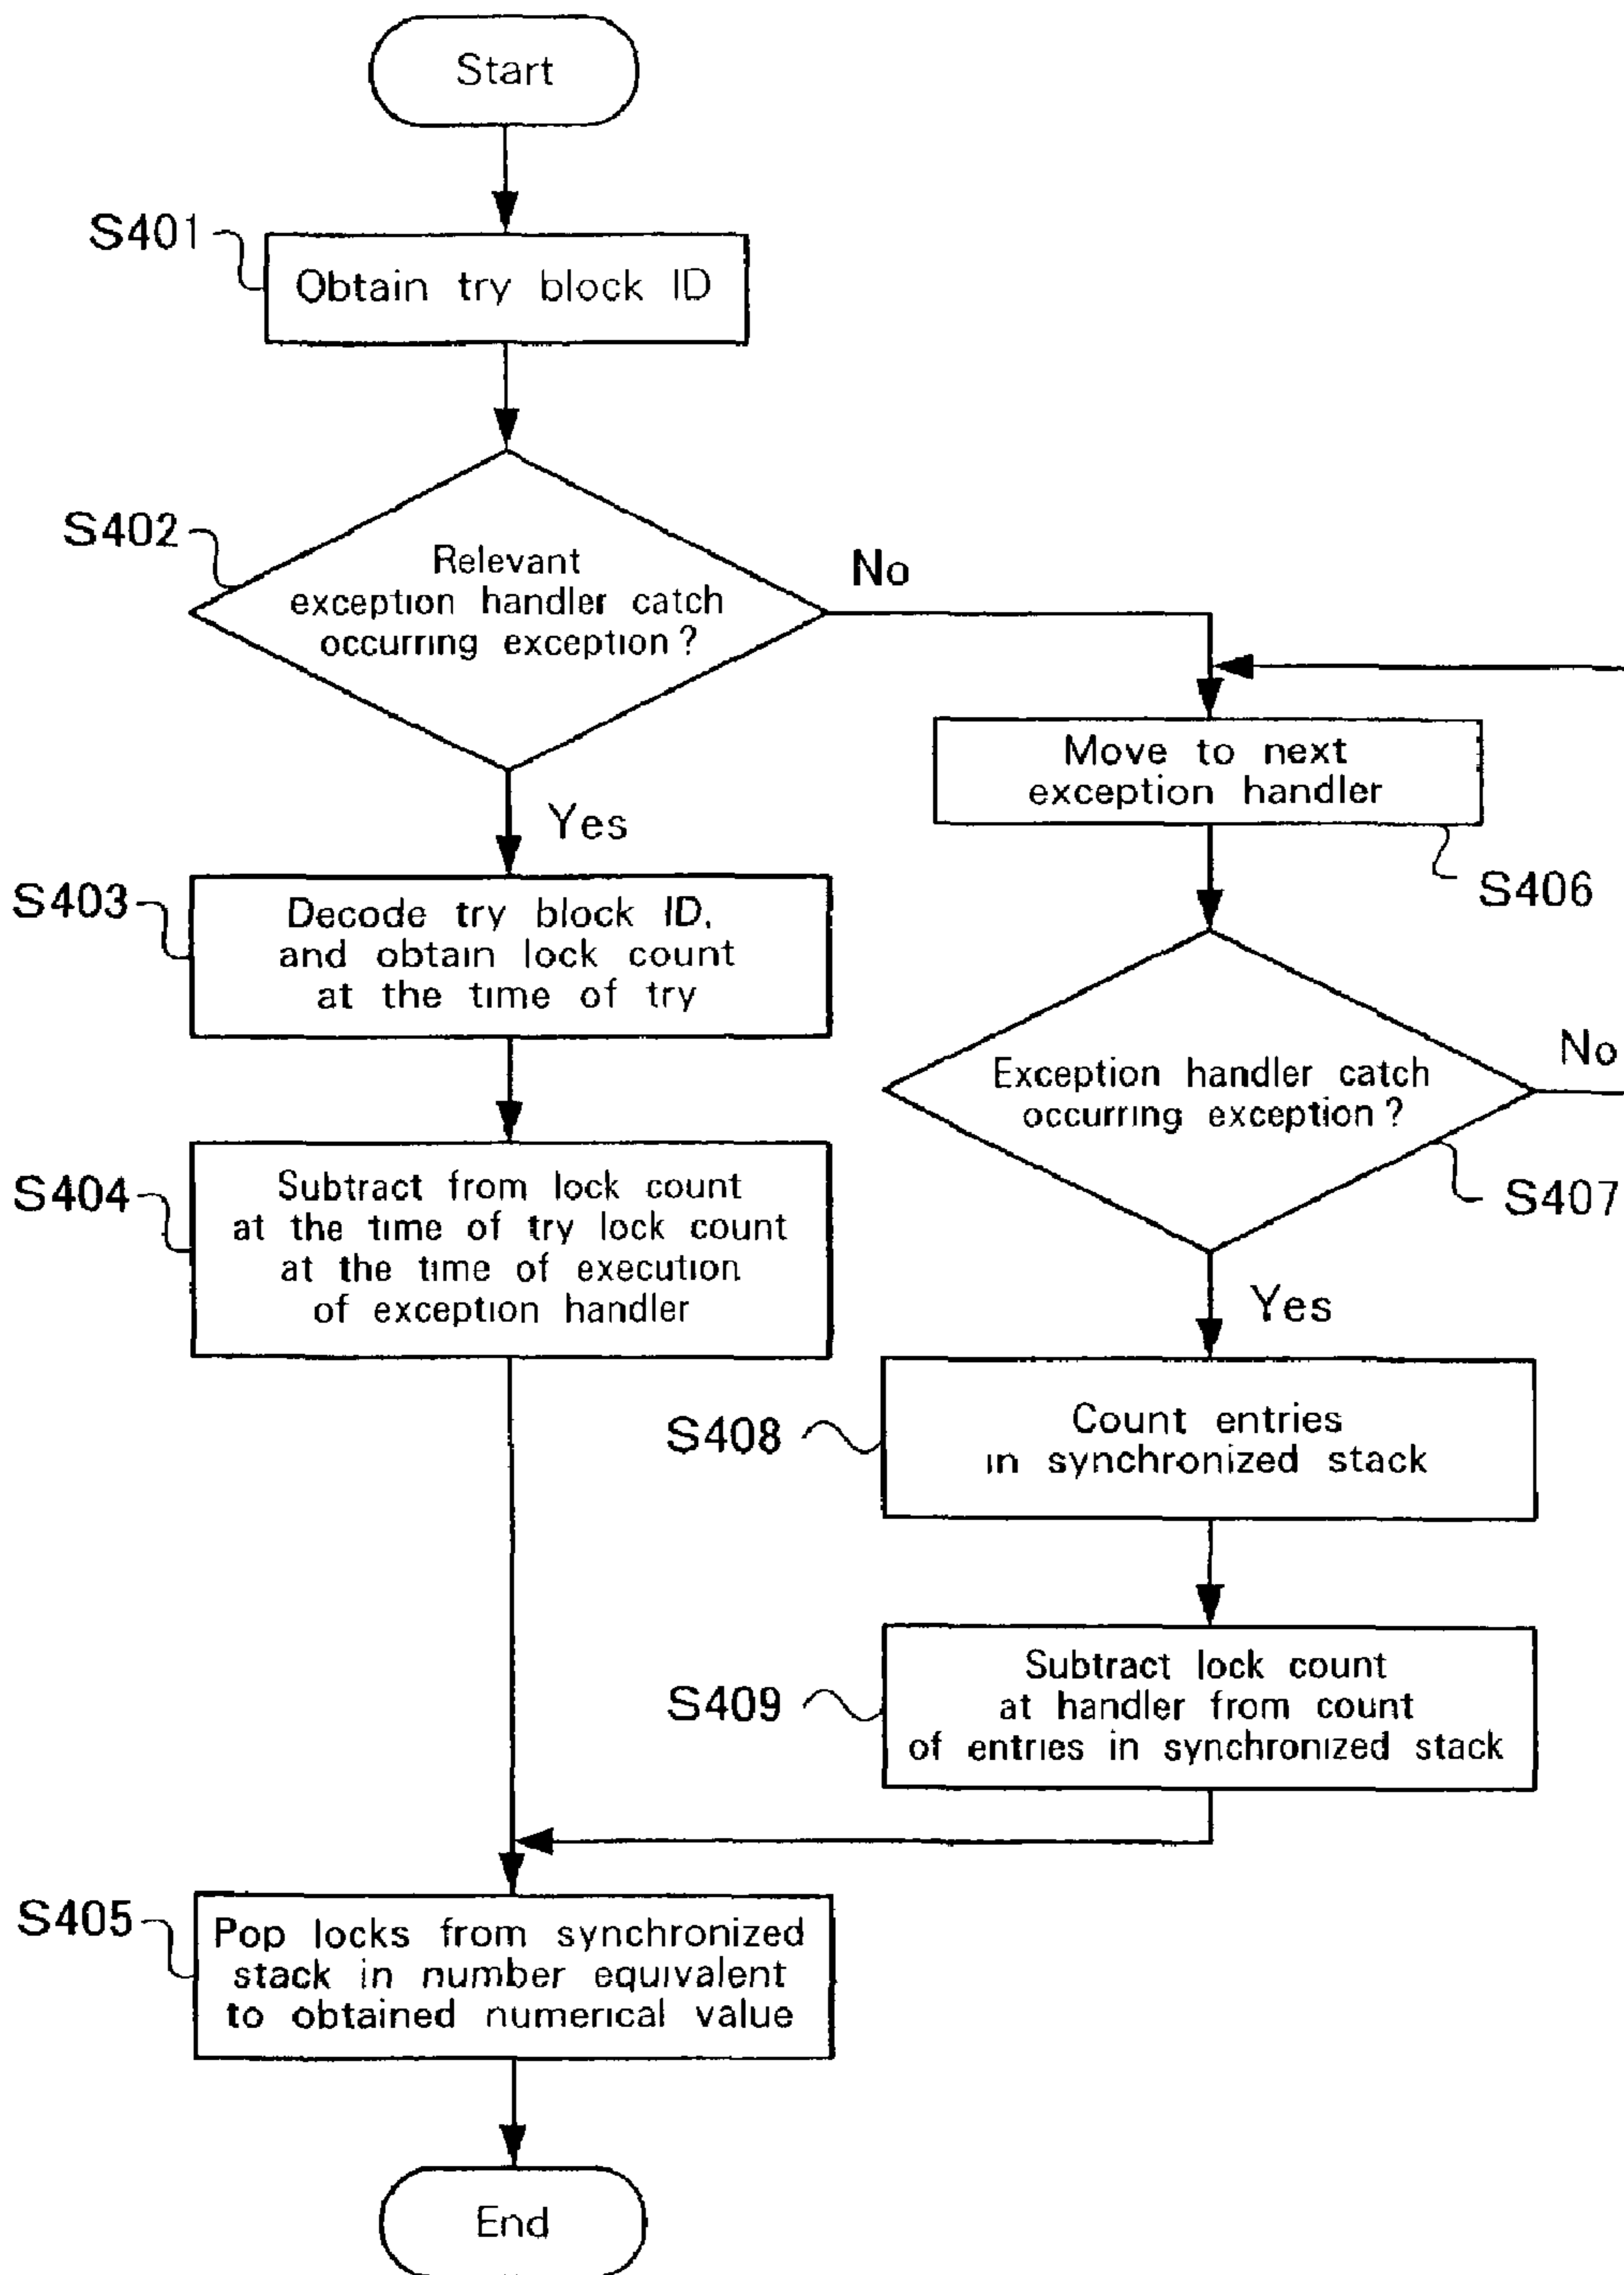 Start
S401
Obtain try block ID
S402
Relevant
exception handler catch
occurring exception?
No
Yes
Move to next
exception handler
S406
S403
Decode try block ID,
and obtain lock count
at the time of try
Exception handler catch
occurring exception?
No
S407
Yes
S404
Subtract from lock count
at the time of try lock count
at the time of execution
of exception handler
S408
Count entries
in synchronized stack
S409
Subtract lock count
at handler from count
of entries in synchronized stack
S405
Pop locks from synchronized
stack in number equivalent
to obtained numerical value
End